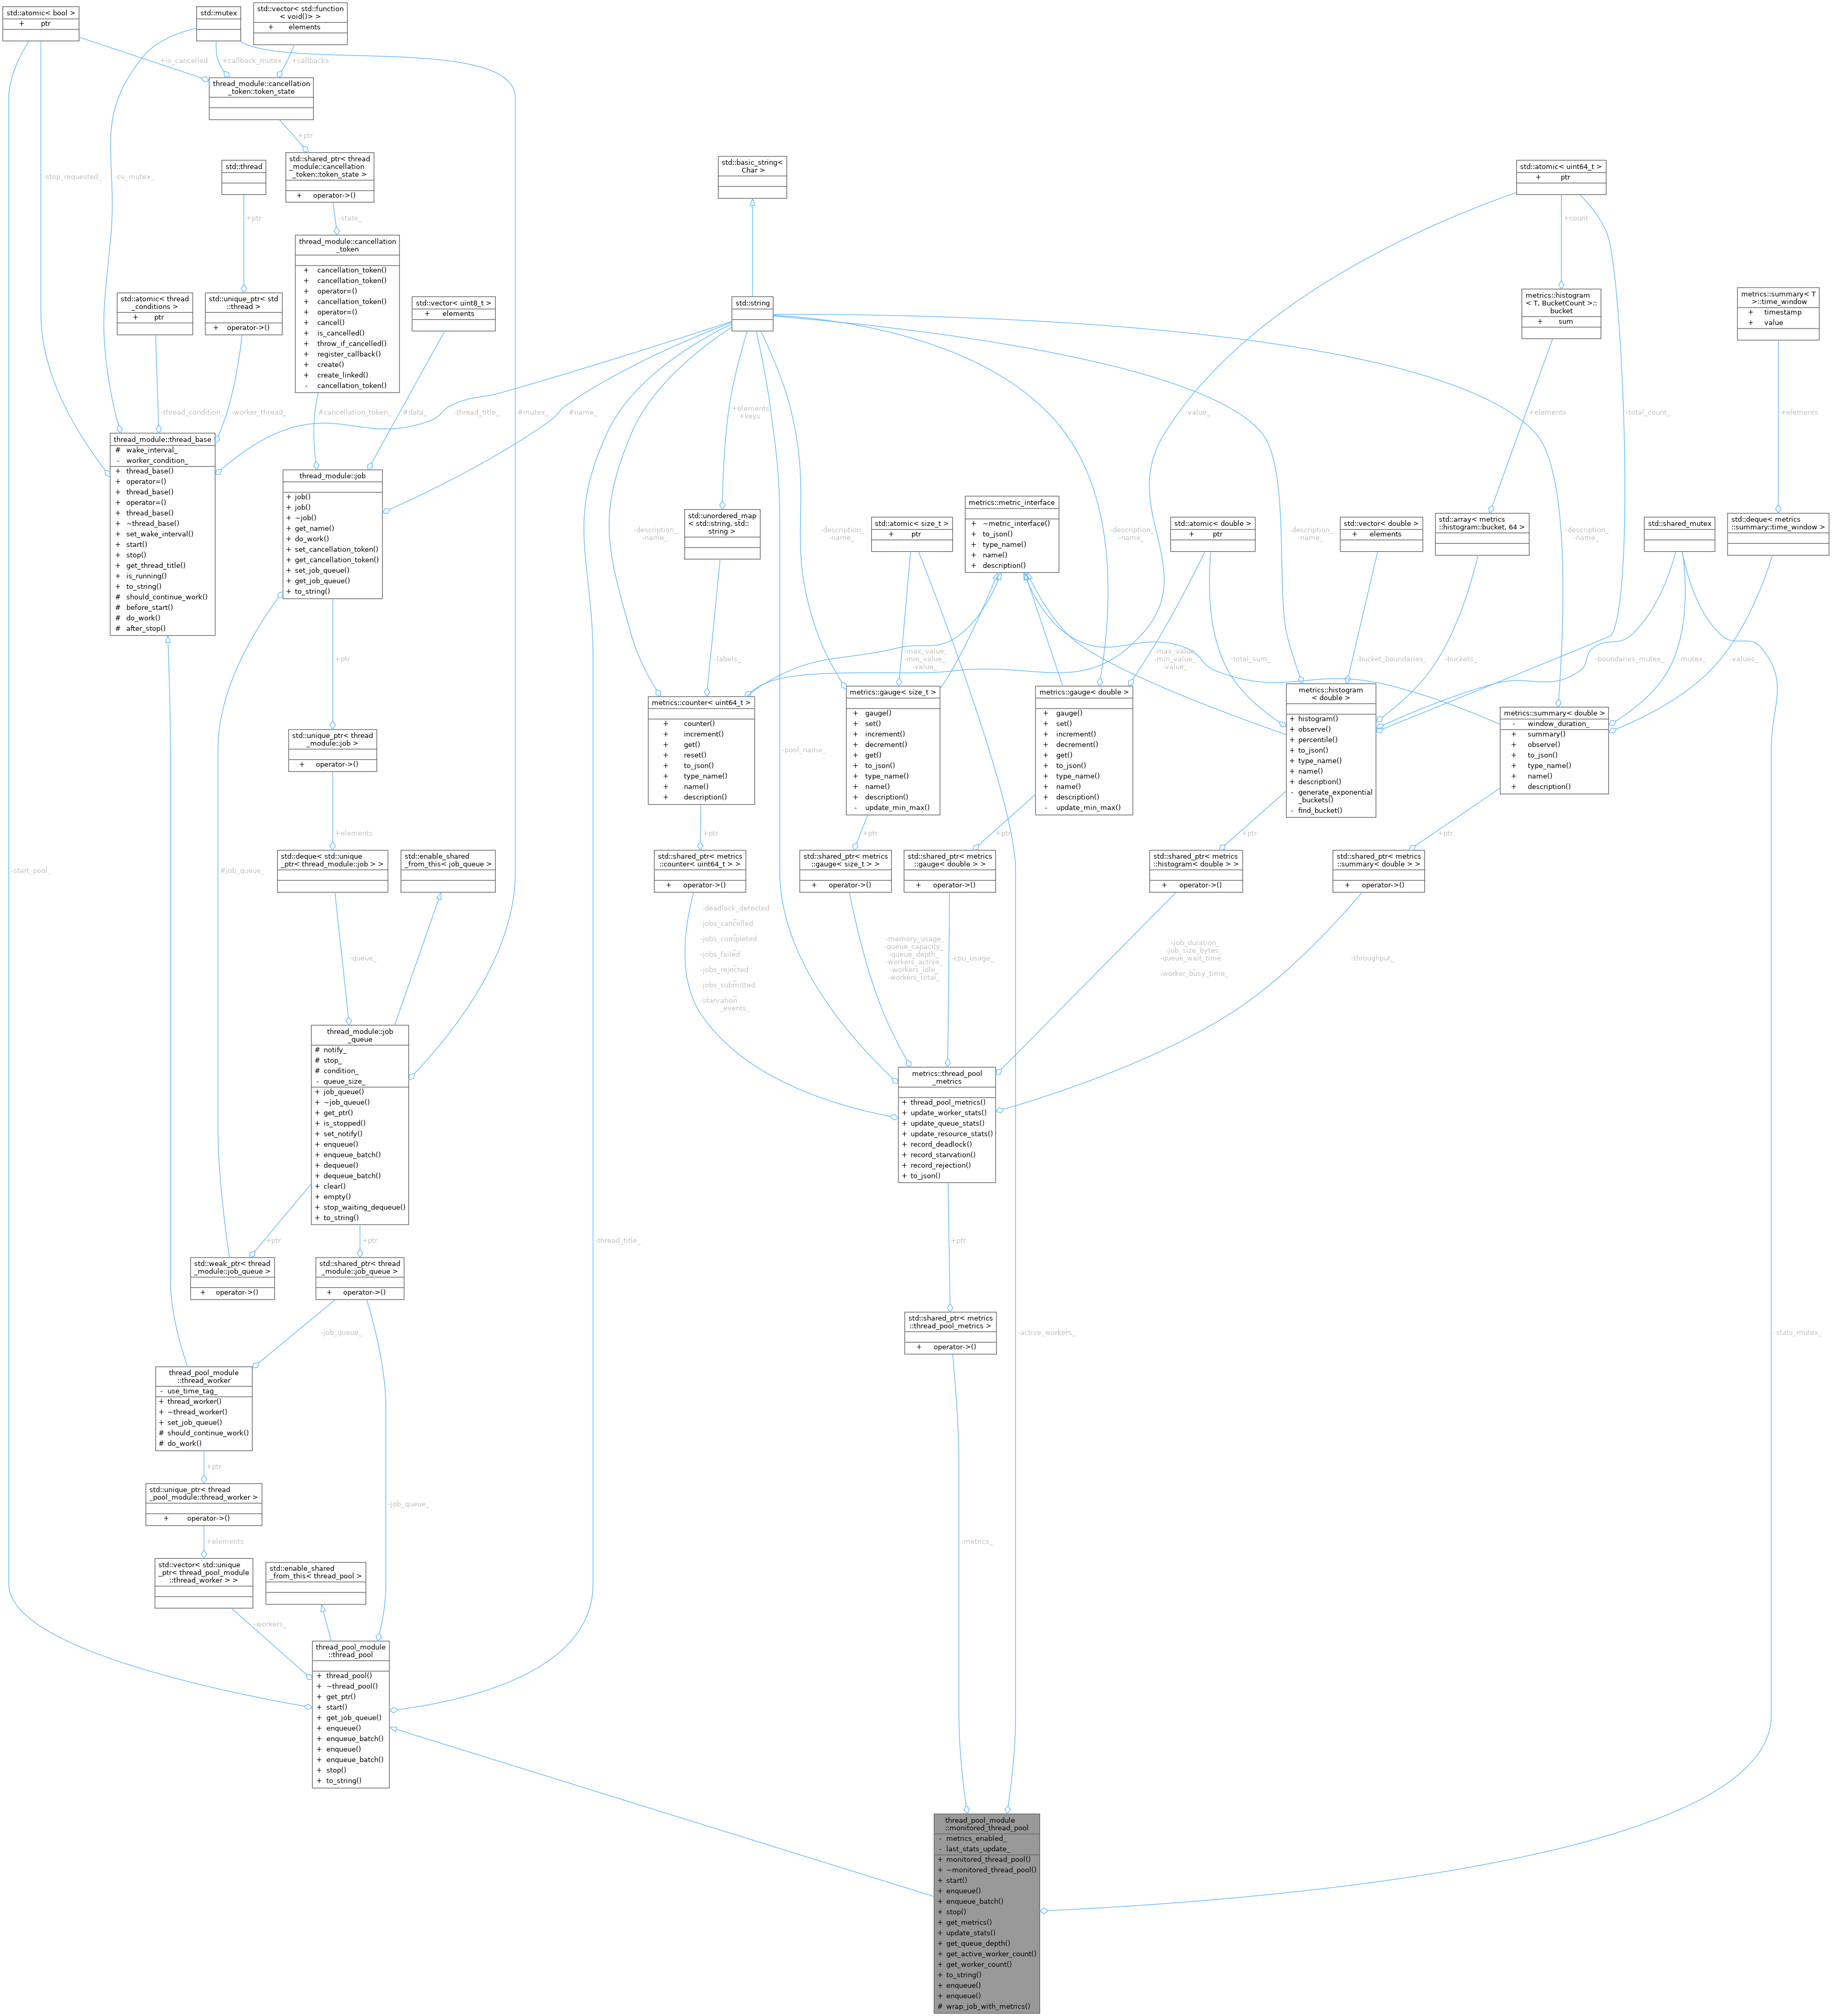 std::atomic< bool >
+ ptr
std::mutex
std::vector< std::function
< void()> >
+ elements
+is_cancelled
+callback_mutex
+callbacks
thread_module::cancellation
_token::token_state
+ptr
-stop_requested_
-cv_mutex_
std::thread
+ptr
std::shared_ptr< thread
_module::cancellation
_token::token_state >
+ operator->()
-state_
std::basic_string<
Char >
std::atomic< uint64_t >
+ ptr
+count
thread_module::cancellation
_token
+ cancellation_token()
+ cancellation_token()
+ operator=()
+ cancellation_token()
+ operator=()
+ cancel()
+ is_cancelled()
+ throw_if_cancelled()
+ register_callback()
+ create()
+ create_linked()
- cancellation_token()
std::atomic< thread
_conditions >
+ ptr
std::unique_ptr< std
::thread >
+ operator->()
std::vector< uint8_t >
+ elements
std::string
metrics::histogram
< T, BucketCount >::
bucket
+ sum
metrics::summary< T
>::time_window
+ timestamp
+ value
-thread_condition_
-worker_thread_
#cancellation_token_
#data_
-thread_title_
#mutex_
#name_
+elements
+keys
-value_
+elements
-total_count_
+elements
thread_module::thread_base
# wake_interval_
- worker_condition_
+ thread_base()
+ operator=()
+ thread_base()
+ operator=()
+ thread_base()
+ ~thread_base()
+ set_wake_interval()
+ start()
+ stop()
+ get_thread_title()
+ is_running()
+ to_string()
# should_continue_work()
# before_start()
# do_work()
# after_stop()
thread_module::job
+ job()
+ job()
+ ~job()
+ get_name()
+ do_work()
+ set_cancellation_token()
+ get_cancellation_token()
+ set_job_queue()
+ get_job_queue()
+ to_string()
-description_
-name_
std::unordered_map
< std::string, std::
string >
-description_
-name_
std::atomic< size_t >
+ ptr
metrics::metric_interface
+ ~metric_interface()
+ to_json()
+ type_name()
+ name()
+ description()
-description_
-name_
std::atomic< double >
+ ptr
-description_
-name_
std::vector< double >
+ elements
std::array< metrics
::histogram::bucket, 64 >
-description_
-name_
std::shared_mutex
std::deque< metrics
::summary::time_window >
+ptr
-labels_
-max_value_
-min_value_
-value_
-max_value_
-min_value_
-value_
-total_sum_
-bucket_boundaries_
-buckets_
-boundaries_mutex_
-mutex_
-values_
metrics::counter< uint64_t >
+ counter()
+ increment()
+ get()
+ reset()
+ to_json()
+ type_name()
+ name()
+ description()
-pool_name_
metrics::gauge< size_t >
+ gauge()
+ set()
+ increment()
+ decrement()
+ get()
+ to_json()
+ type_name()
+ name()
+ description()
- update_min_max()
metrics::gauge< double >
+ gauge()
+ set()
+ increment()
+ decrement()
+ get()
+ to_json()
+ type_name()
+ name()
+ description()
- update_min_max()
metrics::histogram
< double >
+ histogram()
+ observe()
+ percentile()
+ to_json()
+ type_name()
+ name()
+ description()
- generate_exponential
_buckets()
- find_bucket()
metrics::summary< double >
- window_duration_
+ summary()
+ observe()
+ to_json()
+ type_name()
+ name()
+ description()
std::unique_ptr< thread
_module::job >
+ operator->()
+elements
+ptr
+ptr
+ptr
+ptr
+ptr
-start_pool_
#job_queue_
std::deque< std::unique
_ptr< thread_module::job > >
std::enable_shared
_from_this< job_queue >
std::shared_ptr< metrics
::counter< uint64_t > >
+ operator->()
std::shared_ptr< metrics
::gauge< size_t > >
+ operator->()
std::shared_ptr< metrics
::gauge< double > >
+ operator->()
std::shared_ptr< metrics
::histogram< double > >
+ operator->()
std::shared_ptr< metrics
::summary< double > >
+ operator->()
-queue_
-deadlock_detected
_
-jobs_cancelled
_
-jobs_completed
_
-jobs_failed
_
-jobs_rejected
_
-jobs_submitted
_
-starvation
_events_
-memory_usage_
-queue_capacity_
-queue_depth_
-workers_active_
-workers_idle_
-workers_total_
-cpu_usage_
-job_duration_
-job_size_bytes_
-queue_wait_time
_
-worker_busy_time_
-throughput_
thread_module::job
_queue
# notify_
# stop_
# condition_
- queue_size_
+ job_queue()
+ ~job_queue()
+ get_ptr()
+ is_stopped()
+ set_notify()
+ enqueue()
+ enqueue_batch()
+ dequeue()
+ dequeue_batch()
+ clear()
+ empty()
+ stop_waiting_dequeue()
+ to_string()
metrics::thread_pool
_metrics
+ thread_pool_metrics()
+ update_worker_stats()
+ update_queue_stats()
+ update_resource_stats()
+ record_deadlock()
+ record_starvation()
+ record_rejection()
+ to_json()
+ptr
+ptr
-thread_title_
+ptr
std::weak_ptr< thread
_module::job_queue >
+ operator->()
std::shared_ptr< thread
_module::job_queue >
+ operator->()
-job_queue_
std::shared_ptr< metrics
::thread_pool_metrics >
+ operator->()
-active_workers_
-stats_mutex_
thread_pool_module
::thread_worker
- use_time_tag_
+ thread_worker()
+ ~thread_worker()
+ set_job_queue()
# should_continue_work()
# do_work()
+ptr
std::unique_ptr< thread
_pool_module::thread_worker >
+ operator->()
-job_queue_
+elements
-metrics_
std::vector< std::unique
_ptr< thread_pool_module
::thread_worker > >
std::enable_shared
_from_this< thread_pool >
-workers_
thread_pool_module
::thread_pool
+ thread_pool()
+ ~thread_pool()
+ get_ptr()
+ start()
+ get_job_queue()
+ enqueue()
+ enqueue_batch()
+ enqueue()
+ enqueue_batch()
+ stop()
+ to_string()
thread_pool_module
::monitored_thread_pool
- metrics_enabled_
- last_stats_update_
+ monitored_thread_pool()
+ ~monitored_thread_pool()
+ start()
+ enqueue()
+ enqueue_batch()
+ stop()
+ get_metrics()
+ update_stats()
+ get_queue_depth()
+ get_active_worker_count()
+ get_worker_count()
+ to_string()
+ enqueue()
+ enqueue()
# wrap_job_with_metrics()